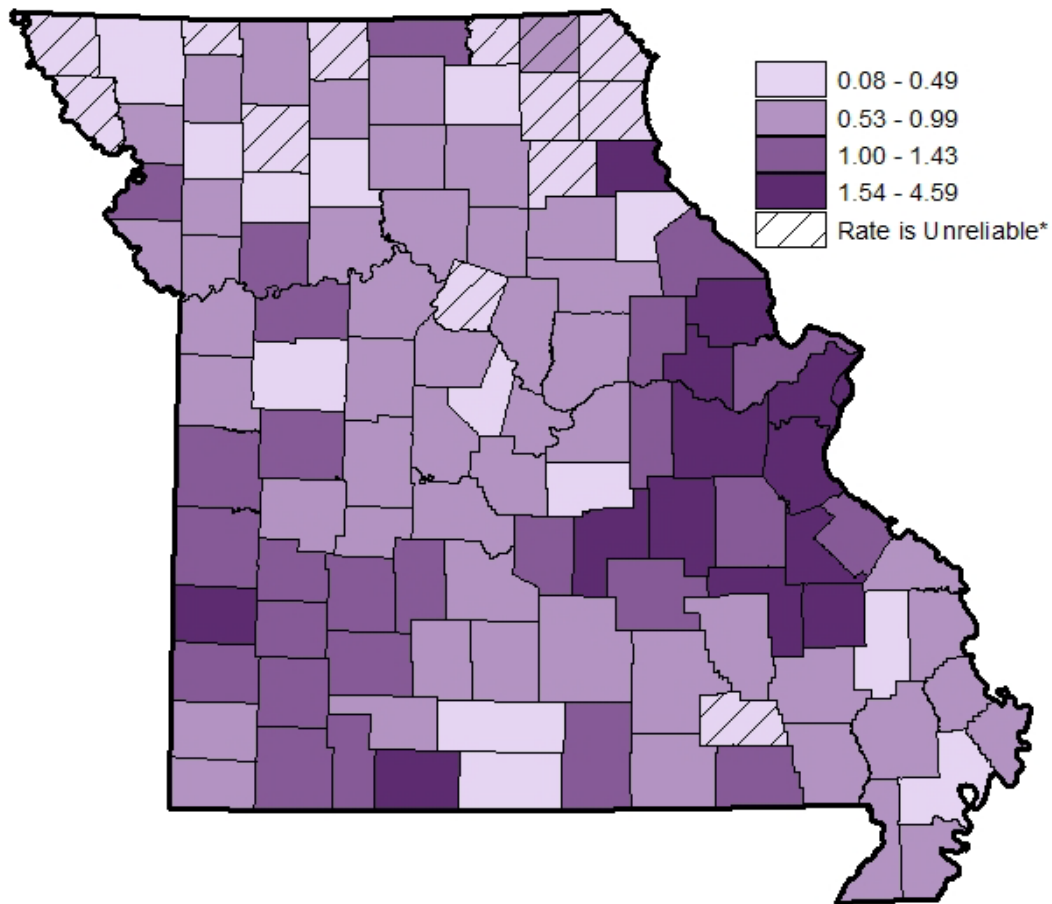 0.08 - 0.49
0.53 - 0.99
1.00 - 1.43
1.54 - 4.59
Rate is Unreliable*